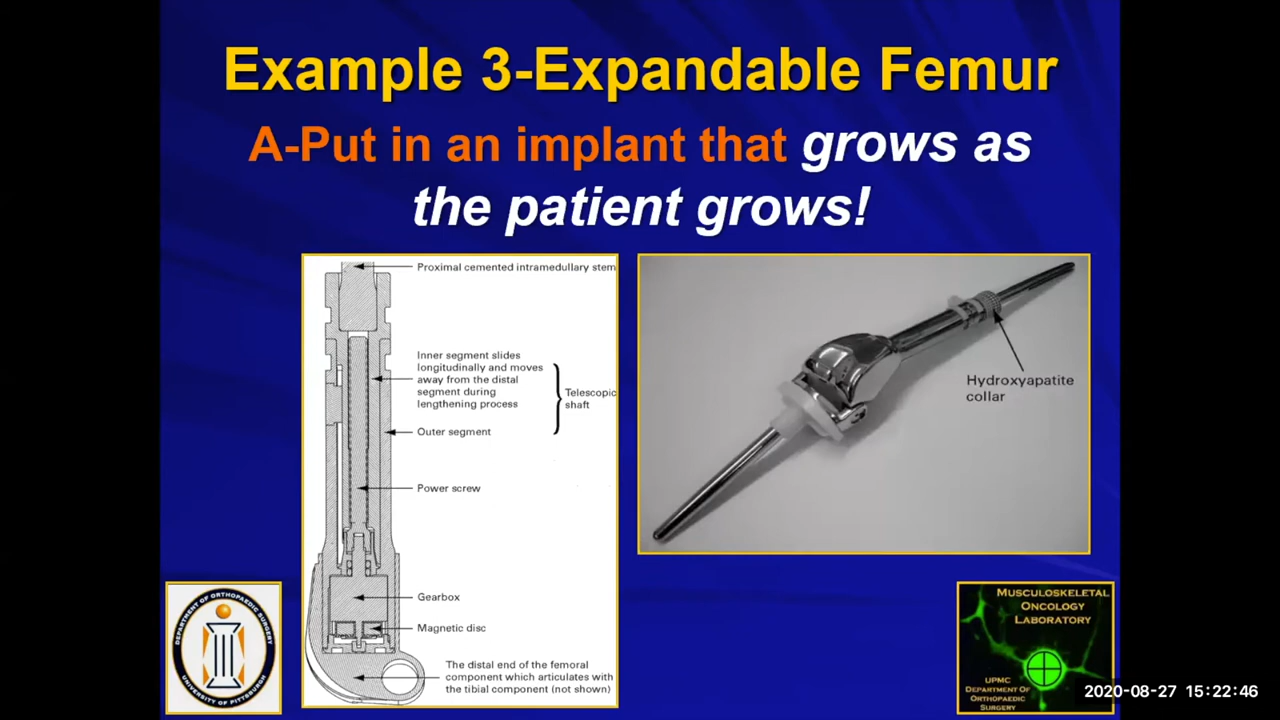 Example 3-Expandable Femur
A-Put in an implant that grows as
the patient grows!
Proximal cemented intramedullary stem
Inner segment slides
longitudinally and moves
away from the distal
segment during
lengthening process
Telescopic
shaft
Outer segment
Power screw
Gearbox
Magnetic disc
The distal end of the femoral
component which articulates with
the tibial component (not shown)
Hydroxyapatite
collar
DEPARTMENT OF ORTHOPAEDIC SURGERY
UNIVERSITY OF PITTSBURGH
MUSCULOSKELETAL
ONCOLOGY
LABORATORY
UPMC
DEPARTMENT OF
ORTHOPAEDIC
SURGERY
2020-08-27 15:22:46